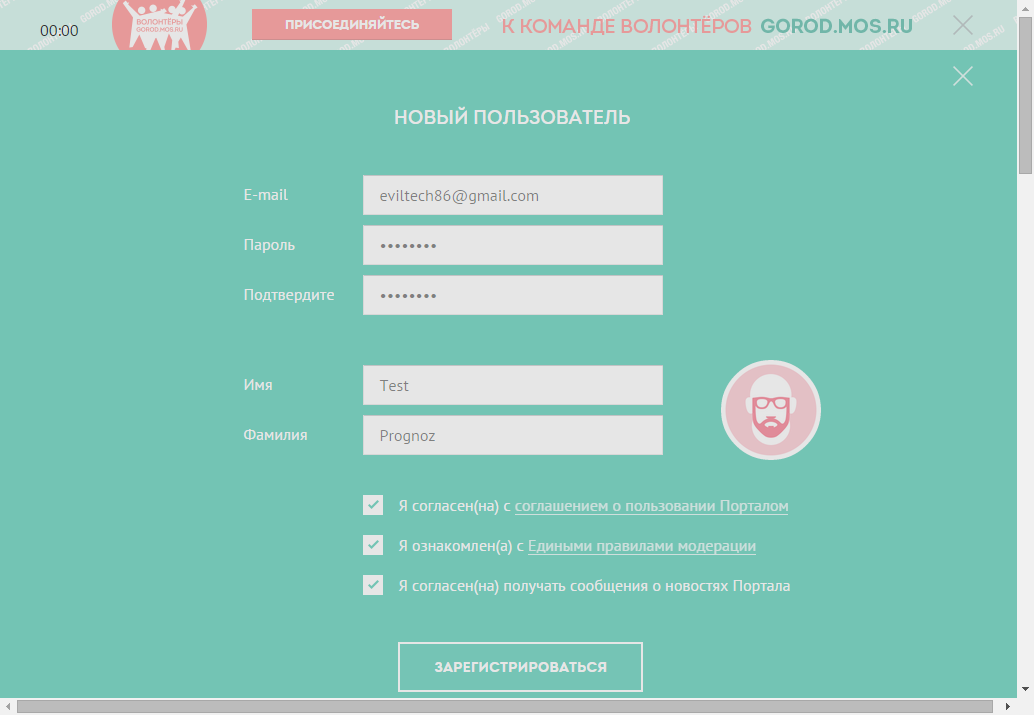 00:00
ВОЛОНТЁРЫ
GOROD.MOS.RU
ПРИСОЕДИНЯЙТЕСЬ
К КОМАНДЕ ВОЛОНТЁРОВ GOROD.MOS.RU
НОВЫЙ ПОЛЬЗОВАТЕЛЬ
E-mail
eviltech86@gmail.com
Пароль
••••••••
Подтвердите
••••••••
Имя
Test
Фамилия
Prognoz
Я согласен(на) с соглашением о пользовании Порталом
Я ознакомлен(а) с Едиными правилами модерации
Я согласен(на) получать сообщения о новостях Портала
ЗАРЕГИСТРИРОВАТЬСЯ